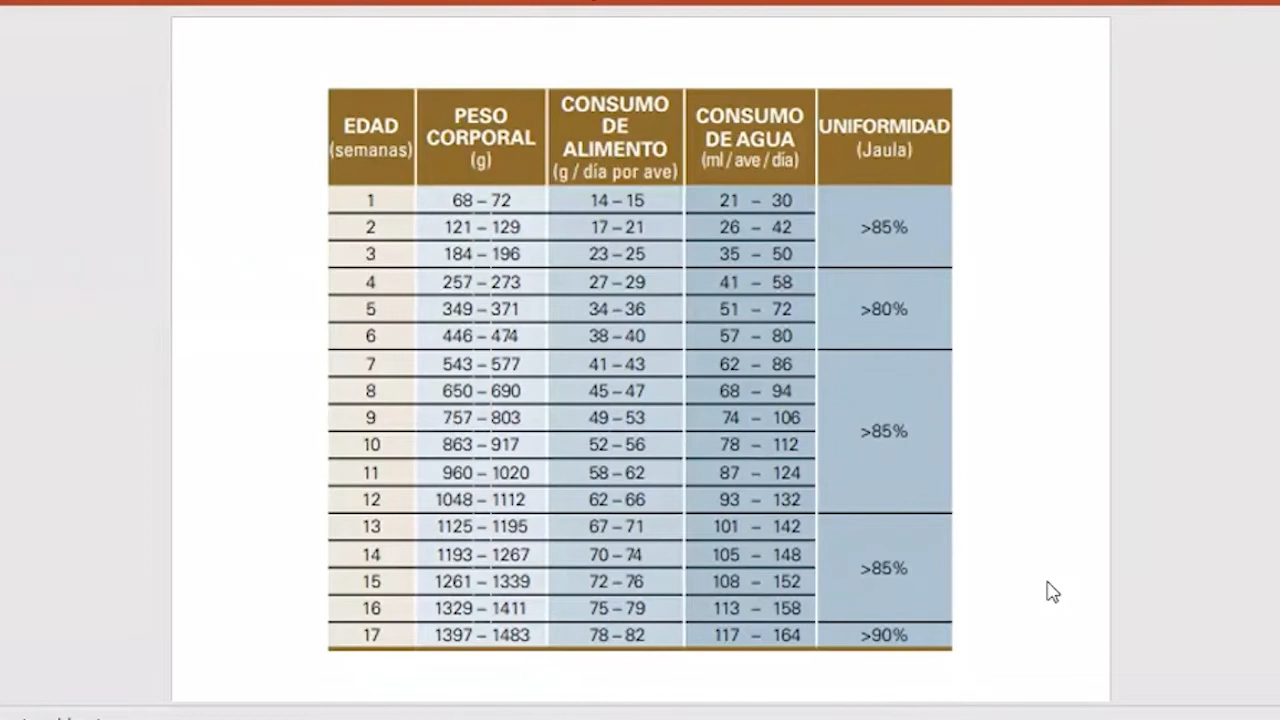 EDAD (semanas) PESO CORPORAL (g) CONSUMO DE ALIMENTO (g / día por ave) CONSUMO DE AGUA (ml / ave / día) UNIFORMIDAD (Jaula)
1 68 – 72 14 – 15 21 – 30
2 121 – 129 17 – 21 26 – 42 >85%
3 184 – 196 23 – 25 35 – 50
4 257 – 273 27 – 29 41 – 58
5 349 – 371 34 – 36 51 – 72 >80%
6 446 – 474 38 – 40 57 – 80
7 543 – 577 41 – 43 62 – 86
8 650 – 690 45 – 47 68 – 94
9 757 – 803 49 – 53 74 – 106 >85%
10 863 – 917 52 – 56 78 – 112
11 960 – 1020 58 – 62 87 – 124
12 1048 – 1112 62 – 66 93 – 132
13 1125 – 1195 67 – 71 101 – 142
14 1193 – 1267 70 – 74 105 – 148 >85%
15 1261 – 1339 72 – 76 108 – 152
16 1329 – 1411 75 – 79 113 – 158
17 1397 – 1483 78 – 82 117 – 164 >90%